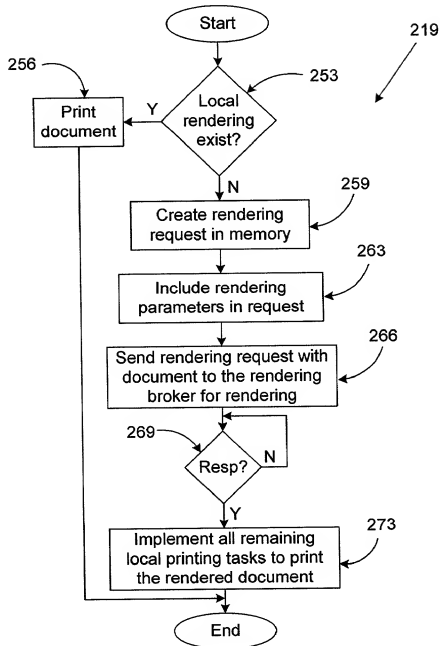 Start
219
256
253
Print
document
Y
Local
rendering
exist?
N
259
Create rendering
request in memory
263
Include rendering
parameters in request
266
Send rendering request with
document to the rendering
broker for rendering
269
Resp?
N
Y
273
Implement all remaining
local printing tasks to print
the rendered document
End